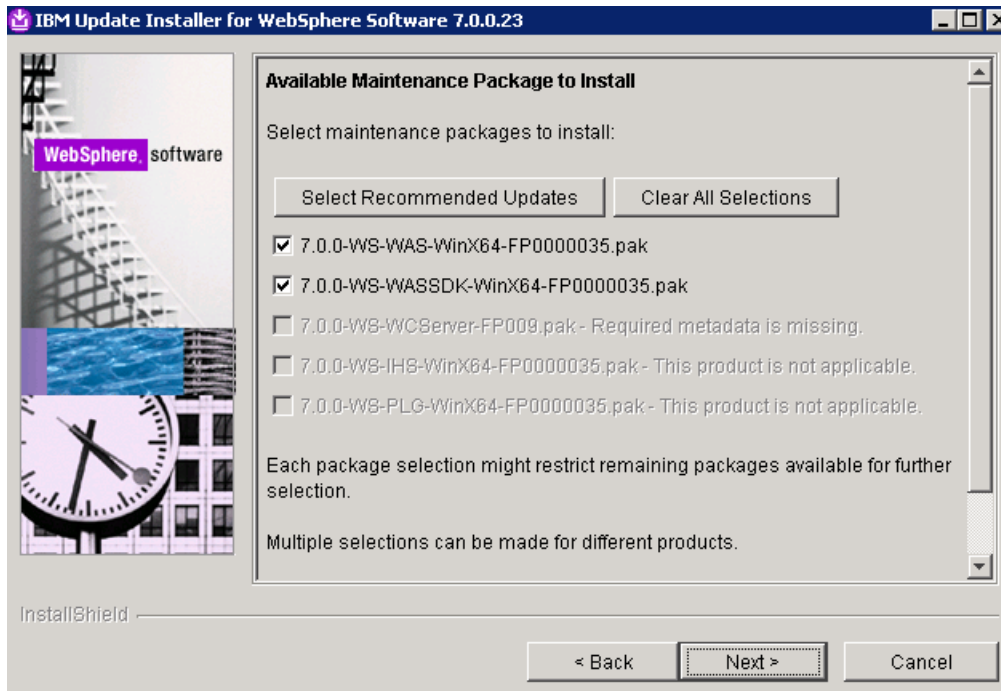 IBM Update Installer for WebSphere Software 7.0.0.23
WebSphere. software
Available Maintenance Package to Install
Select maintenance packages to install:
Select Recommended Updates
Clear All Selections
7.0.0-WS-WAS-WinX64-FP0000035.pak
7.0.0-WS-WASSDK-WinX64-FP0000035.pak
7.0.0-WS-WCServer-FP009.pak - Required metadata is missing.
7.0.0-WS-IHS-WinX64-FP0000035.pak - This product is not applicable.
7.0.0-WS-PLG-WinX64-FP0000035.pak - This product is not applicable.
Each package selection might restrict remaining packages available for further
selection.
Multiple selections can be made for different products.
InstallShield
< Back
Next >
Cancel